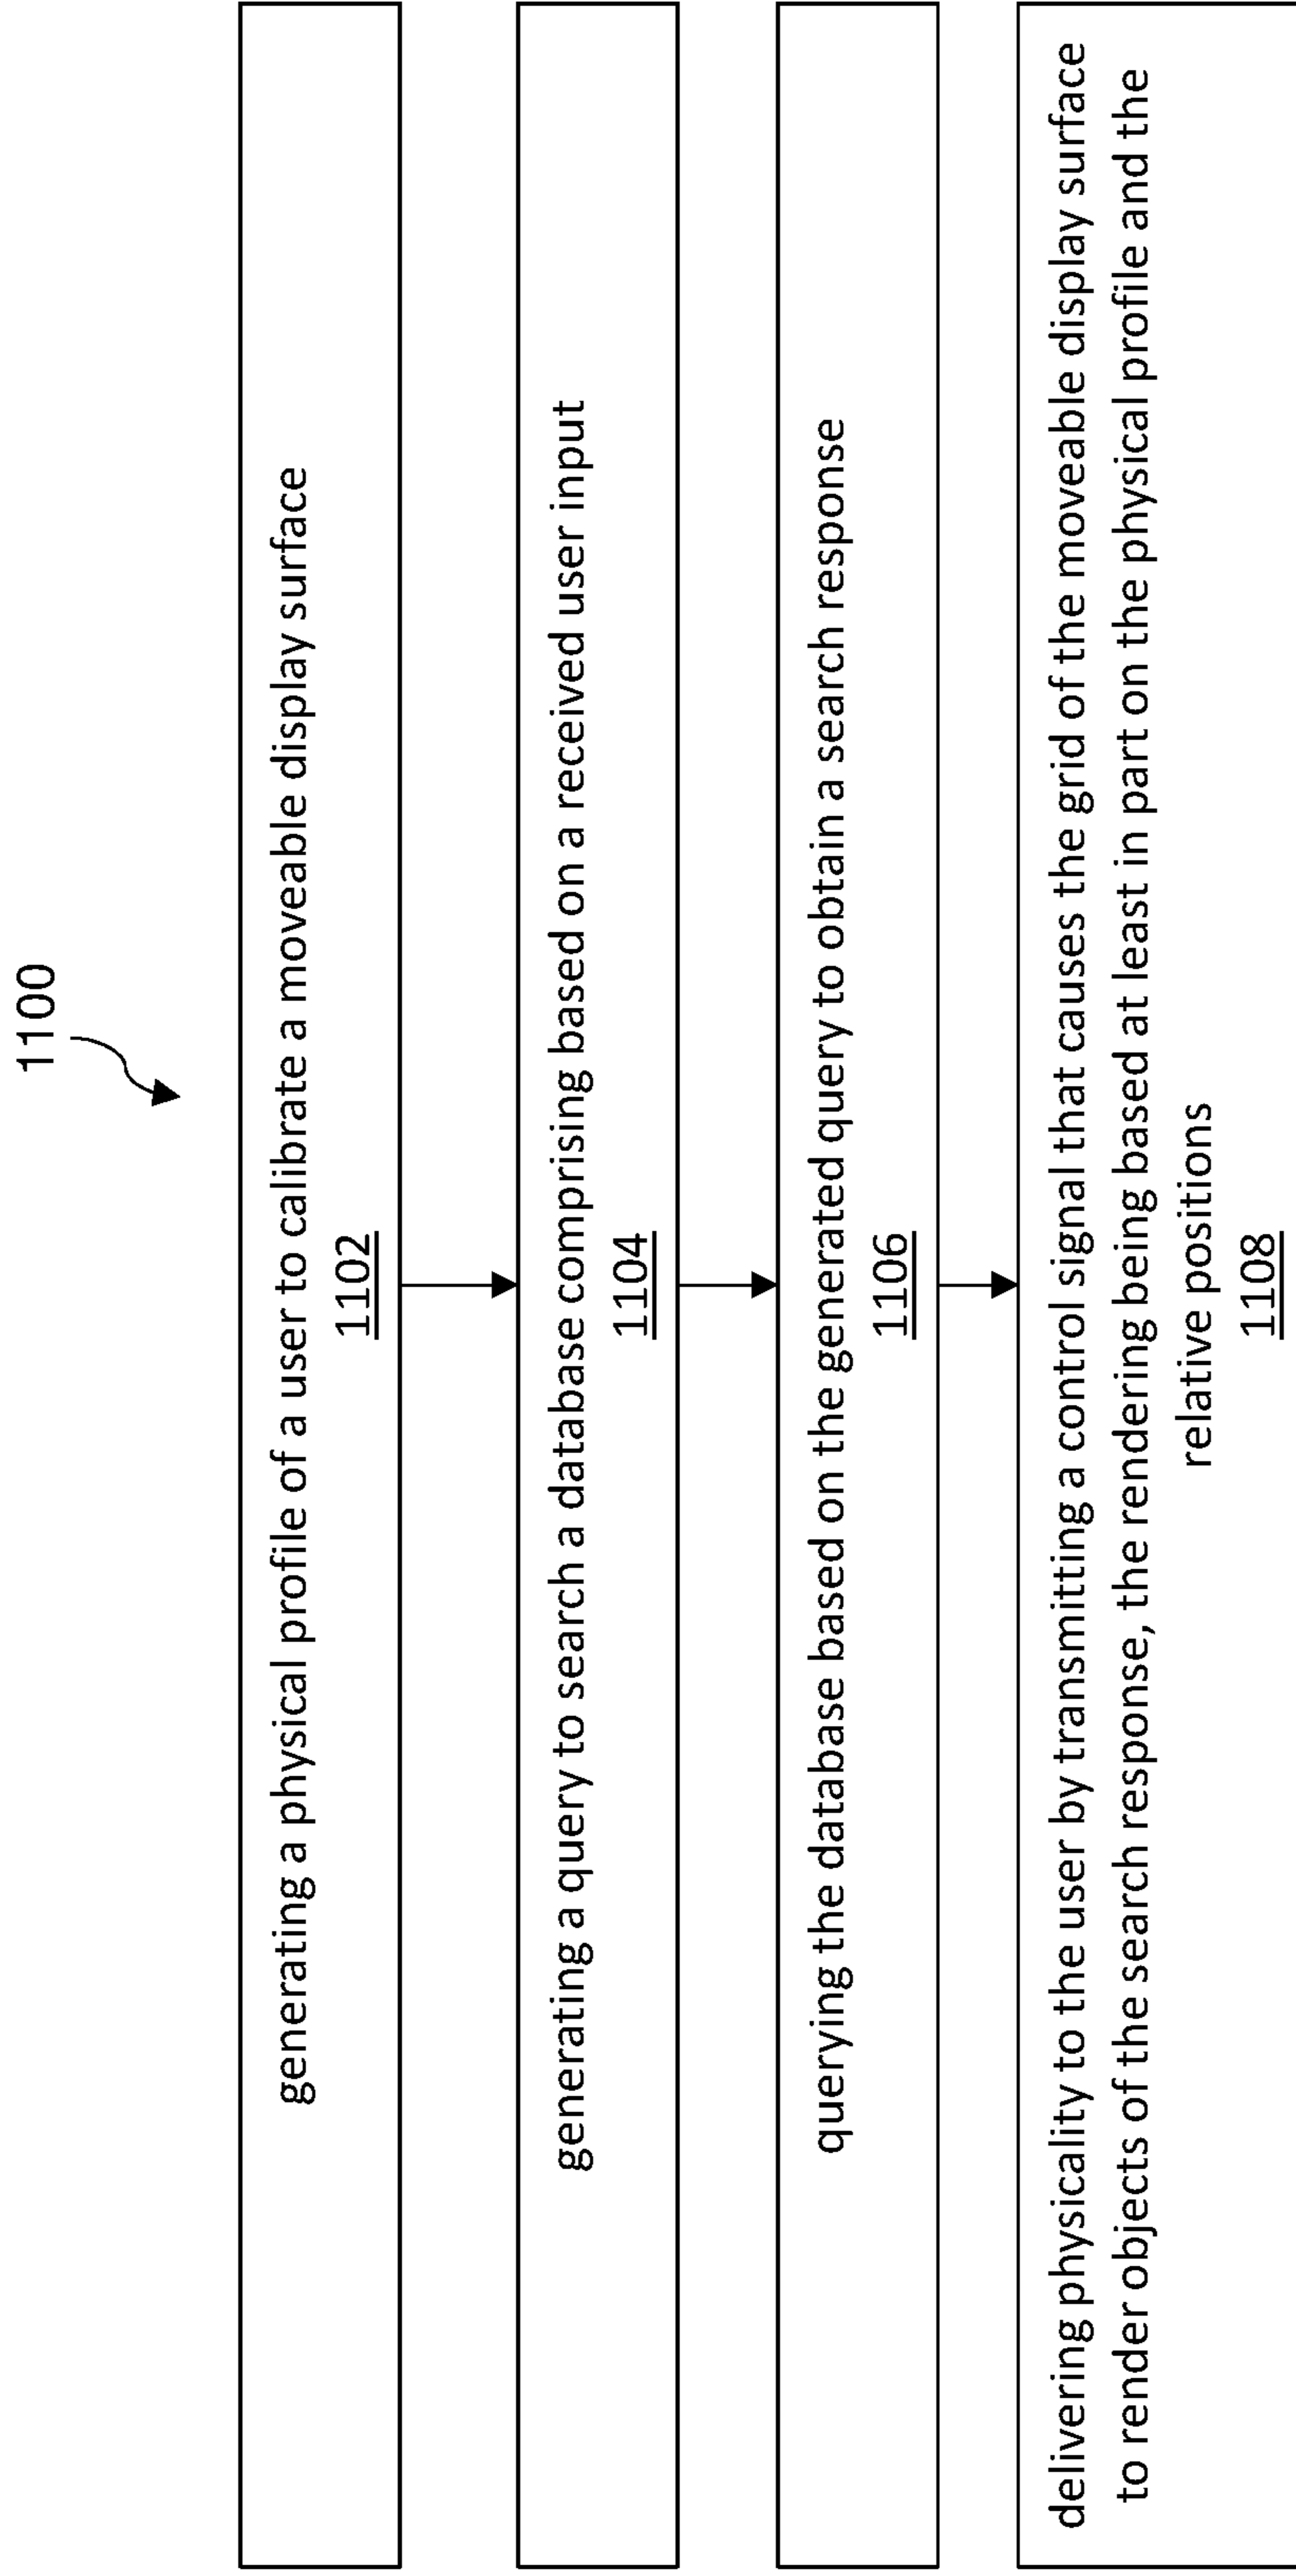 1100
generating a physical profile of a user to calibrate a moveable display surface
1102
generating a query to search a database comprising based on a received user input
1104
querying the database based on the generated query to obtain a search response
1106
delivering physicality to the user by transmitting a control signal that causes the grid of the moveable display surface
to render objects of the search response, the rendering being based at least in part on the physical profile and the
relative positions
1108